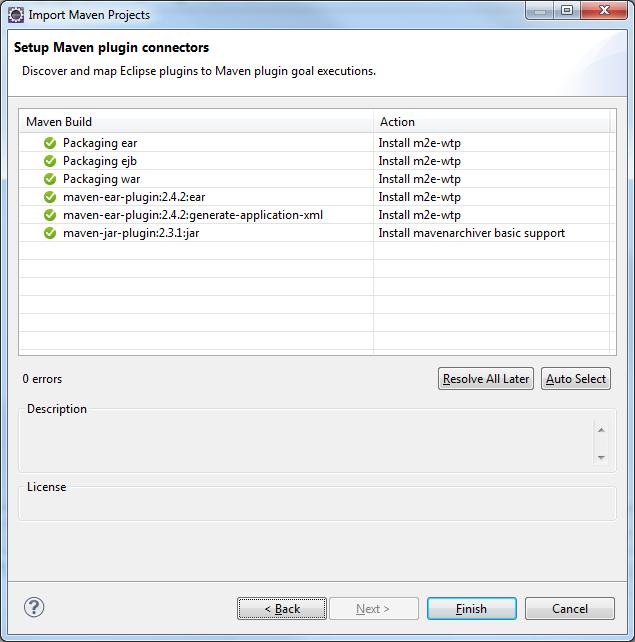 Import Maven Projects
Setup Maven plugin connectors
Discover and map Eclipse plugins to Maven plugin goal executions.
Maven Build Action
Packaging ear Install m2e-wtp
Packaging ejb Install m2e-wtp
Packaging war Install m2e-wtp
maven-ear-plugin:2.4.2:ear Install m2e-wtp
maven-ear-plugin:2.4.2:generate-application-xml Install m2e-wtp
maven-jar-plugin:2.3.1:jar Install mavenarchiver basic support
0 errors Resolve All Later Auto Select
Description
License
? < Back Next > Finish Cancel